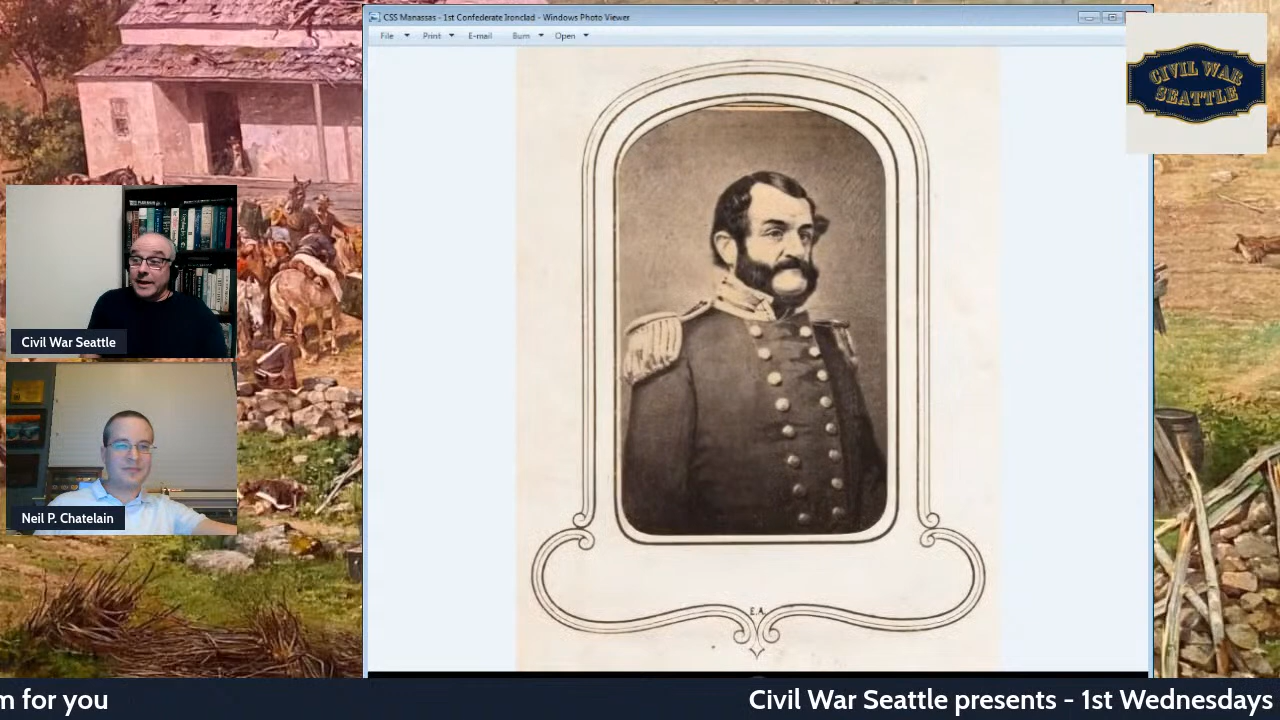 CSS Manassas - 1st Confederate Ironclad - Windows Photo Viewer
File Print E-mail Burn Open
CIVIL WAR
SEATTLE
Civil War Seattle
Neil P. Chatelain
E.A.
m for you
Civil War Seattle presents - 1st Wednesdays